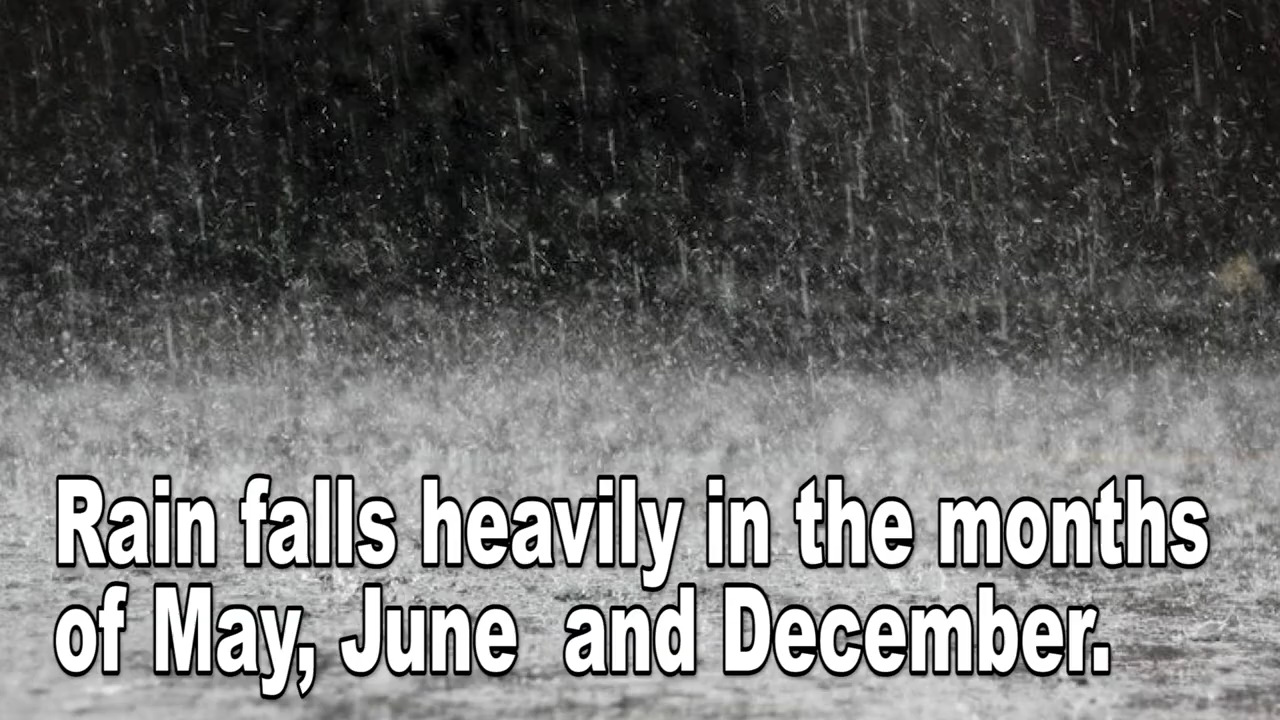 Rain falls heavily in the months
of May, June  and December.